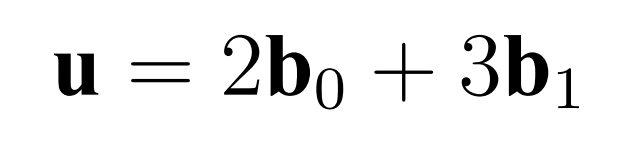 𝐮 = 2𝐛₀ + 3𝐛₁